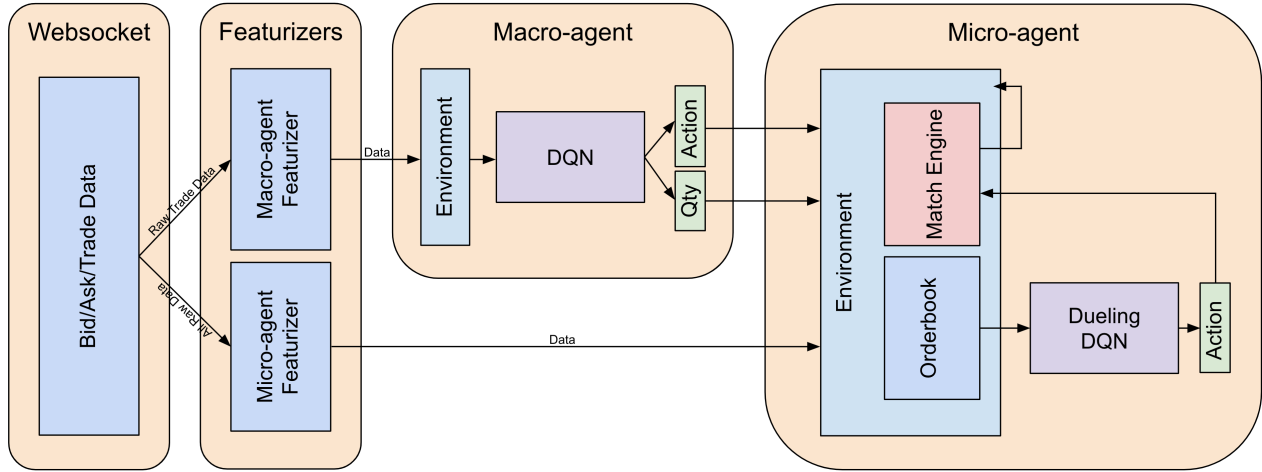 Websocket
Bid/Ask/Trade Data
Raw Trade Data
All Raw Data
Featurizers
Macro-agent
Featurizer
Micro-agent
Featurizer
Data
Data
Macro-agent
Environment
DQN
Action
Qty
Micro-agent
Environment
Match Engine
Orderbook
Dueling
DQN
Action